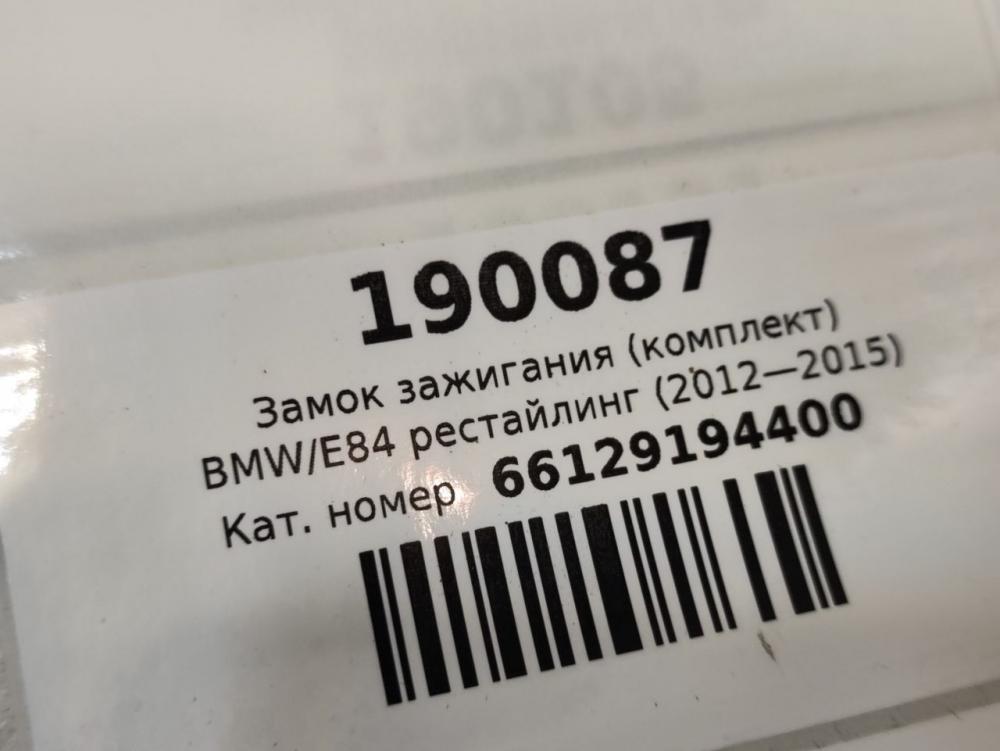 190087
Замок зажигания (комплект)
BMW/E84 рестайлинг (2012—2015)
Кат. номер 66129194400